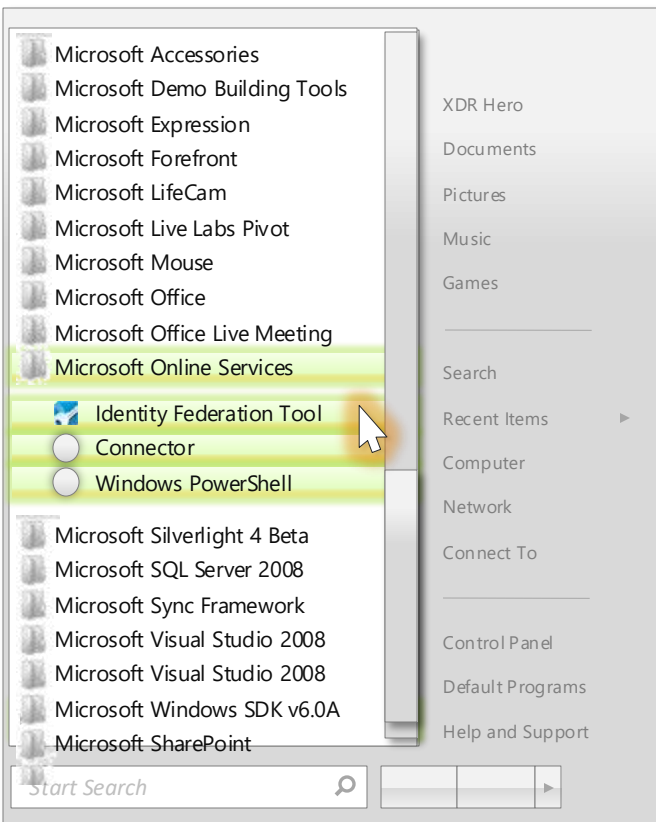 Microsoft Accessories
Microsoft Demo Building Tools
Microsoft Expression
Microsoft Forefront
Microsoft LifeCam
Microsoft Live Labs Pivot
Microsoft Mouse
Microsoft Office
Microsoft Office Live Meeting
Microsoft Online Services
Identity Federation Tool
Connector
Windows PowerShell
Microsoft Silverlight 4 Beta
Microsoft SQL Server 2008
Microsoft Sync Framework
Microsoft Visual Studio 2008
Microsoft Visual Studio 2008
Microsoft Windows SDK v6.0A
Microsoft SharePoint
Start Search
XDR Hero
Documents
Pictures
Music
Games
Search
Recent Items
Computer
Network
Connect To
Control Panel
Default Programs
Help and Support